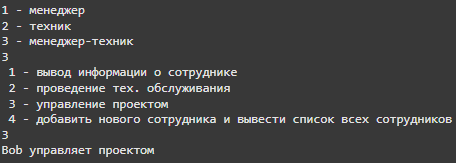 1 - менеджер
2 - техник
3 - менеджер-техник
3
1 - вывод информации о сотруднике
2 - проведение тех. обслуживания
3 - управление проектом
4 - добавить нового сотрудника и вывести список всех сотрудников
3
Bob управляет проектом